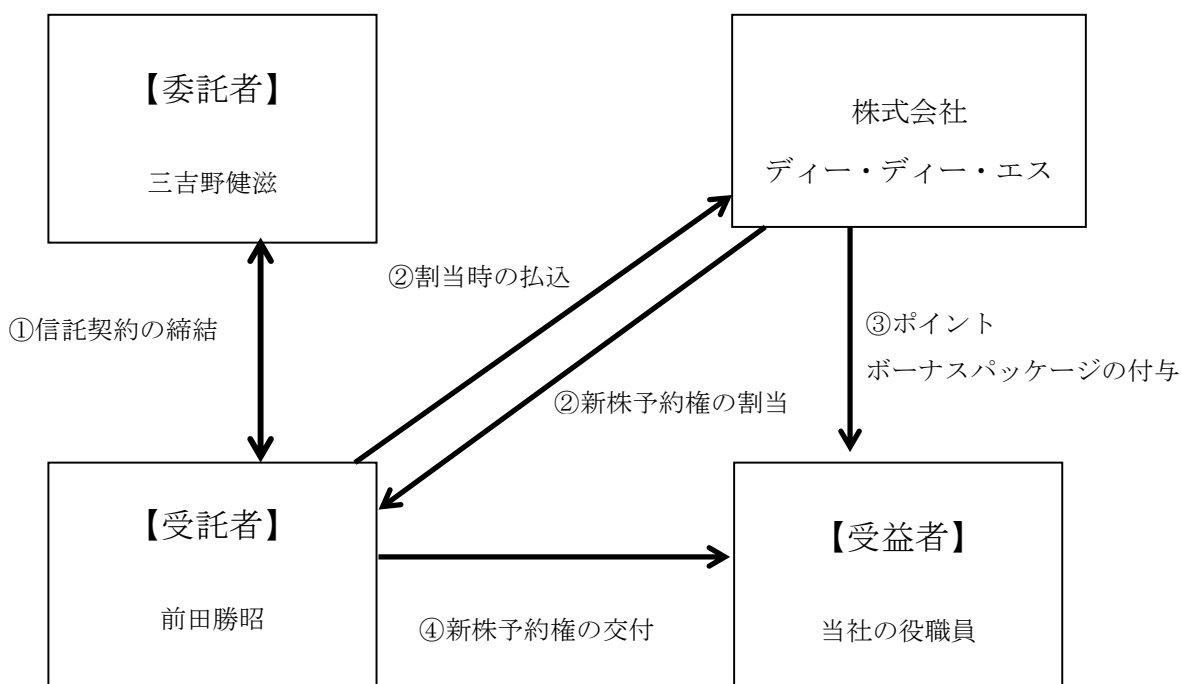 【委託者】
三吉野健滋
株式会社
ディー・ディー・エス
①信託契約の締結
②割当時の払込
②新株予約権の割当
③ポイント
ボーナスパッケージの付与
【受託者】
前田勝昭
④新株予約権の交付
【受益者】
当社の役職員